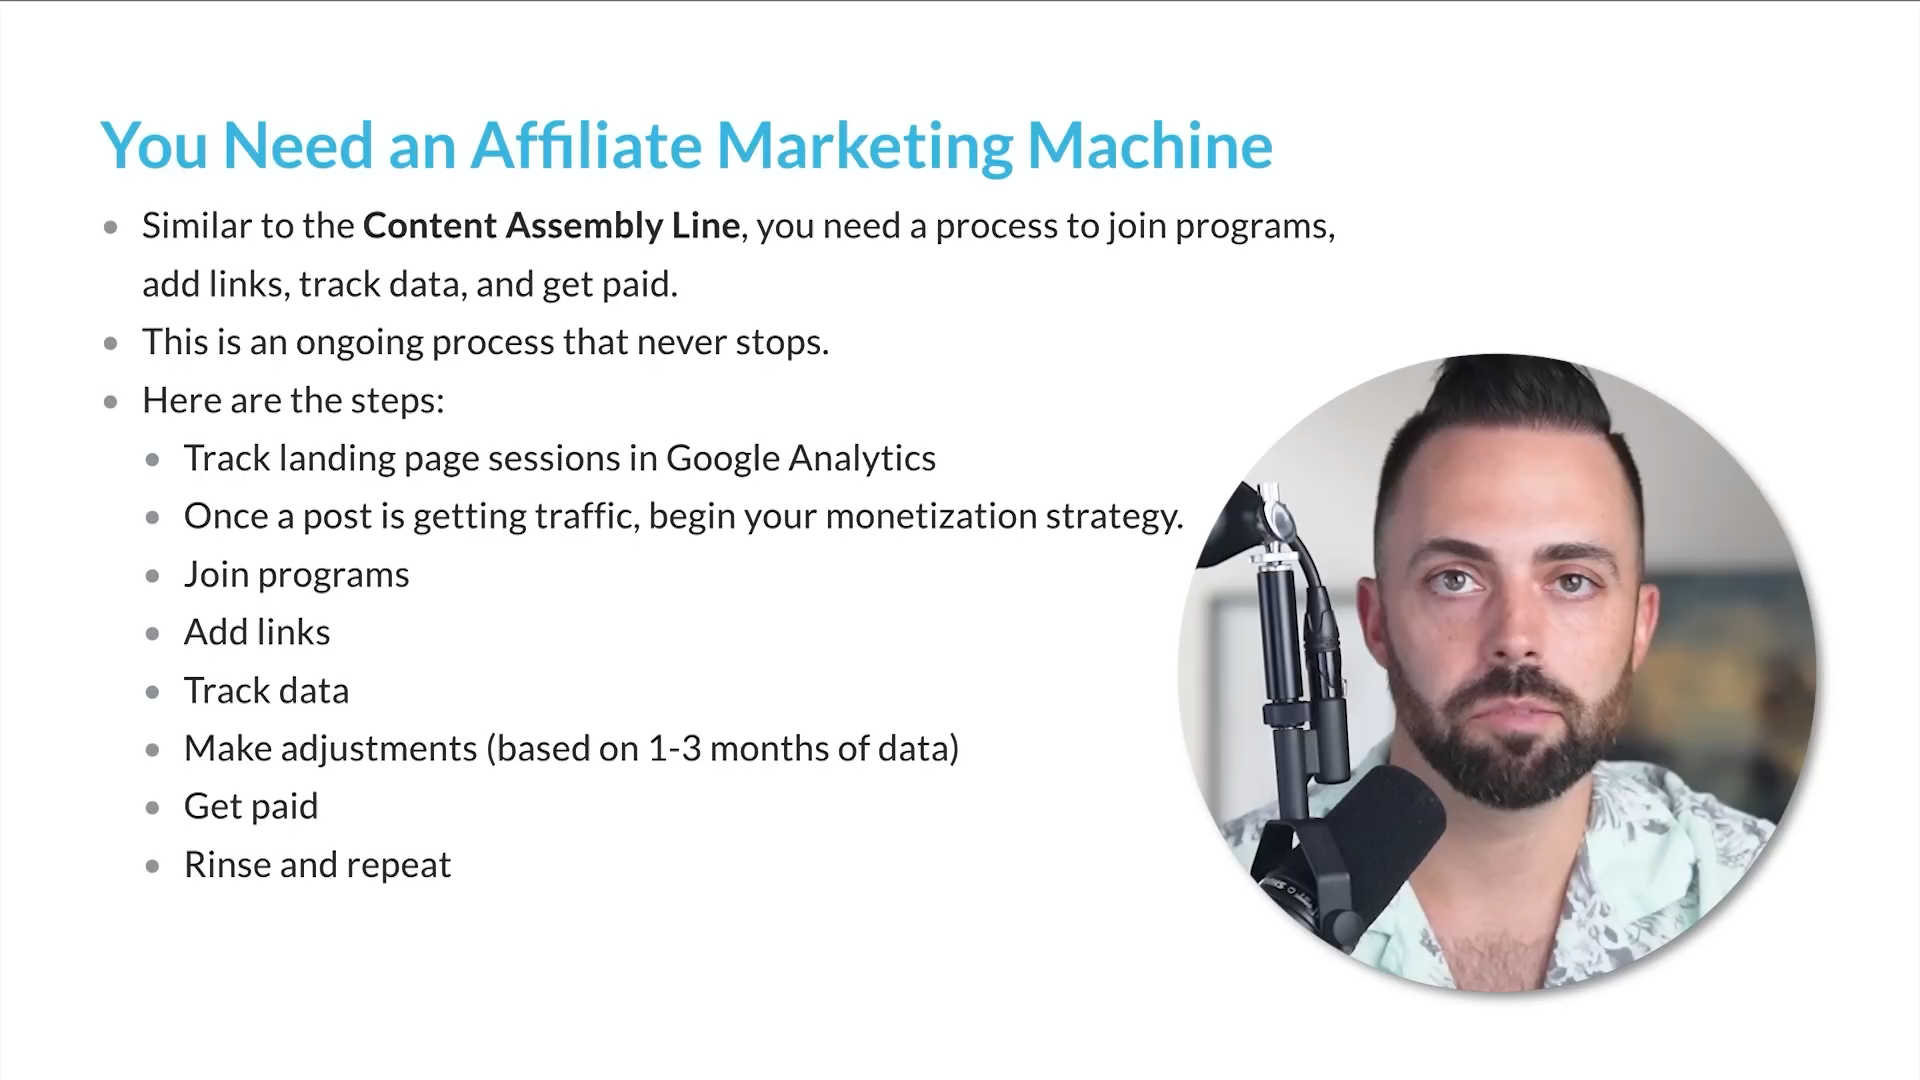 You Need an Affiliate Marketing Machine
Similar to the Content Assembly Line, you need a process to join programs,
add links, track data, and get paid.
This is an ongoing process that never stops.
Here are the steps:
Track landing page sessions in Google Analytics
Once a post is getting traffic, begin your monetization strategy.
Join programs
Add links
Track data
Make adjustments (based on 1-3 months of data)
Get paid
Rinse and repeat